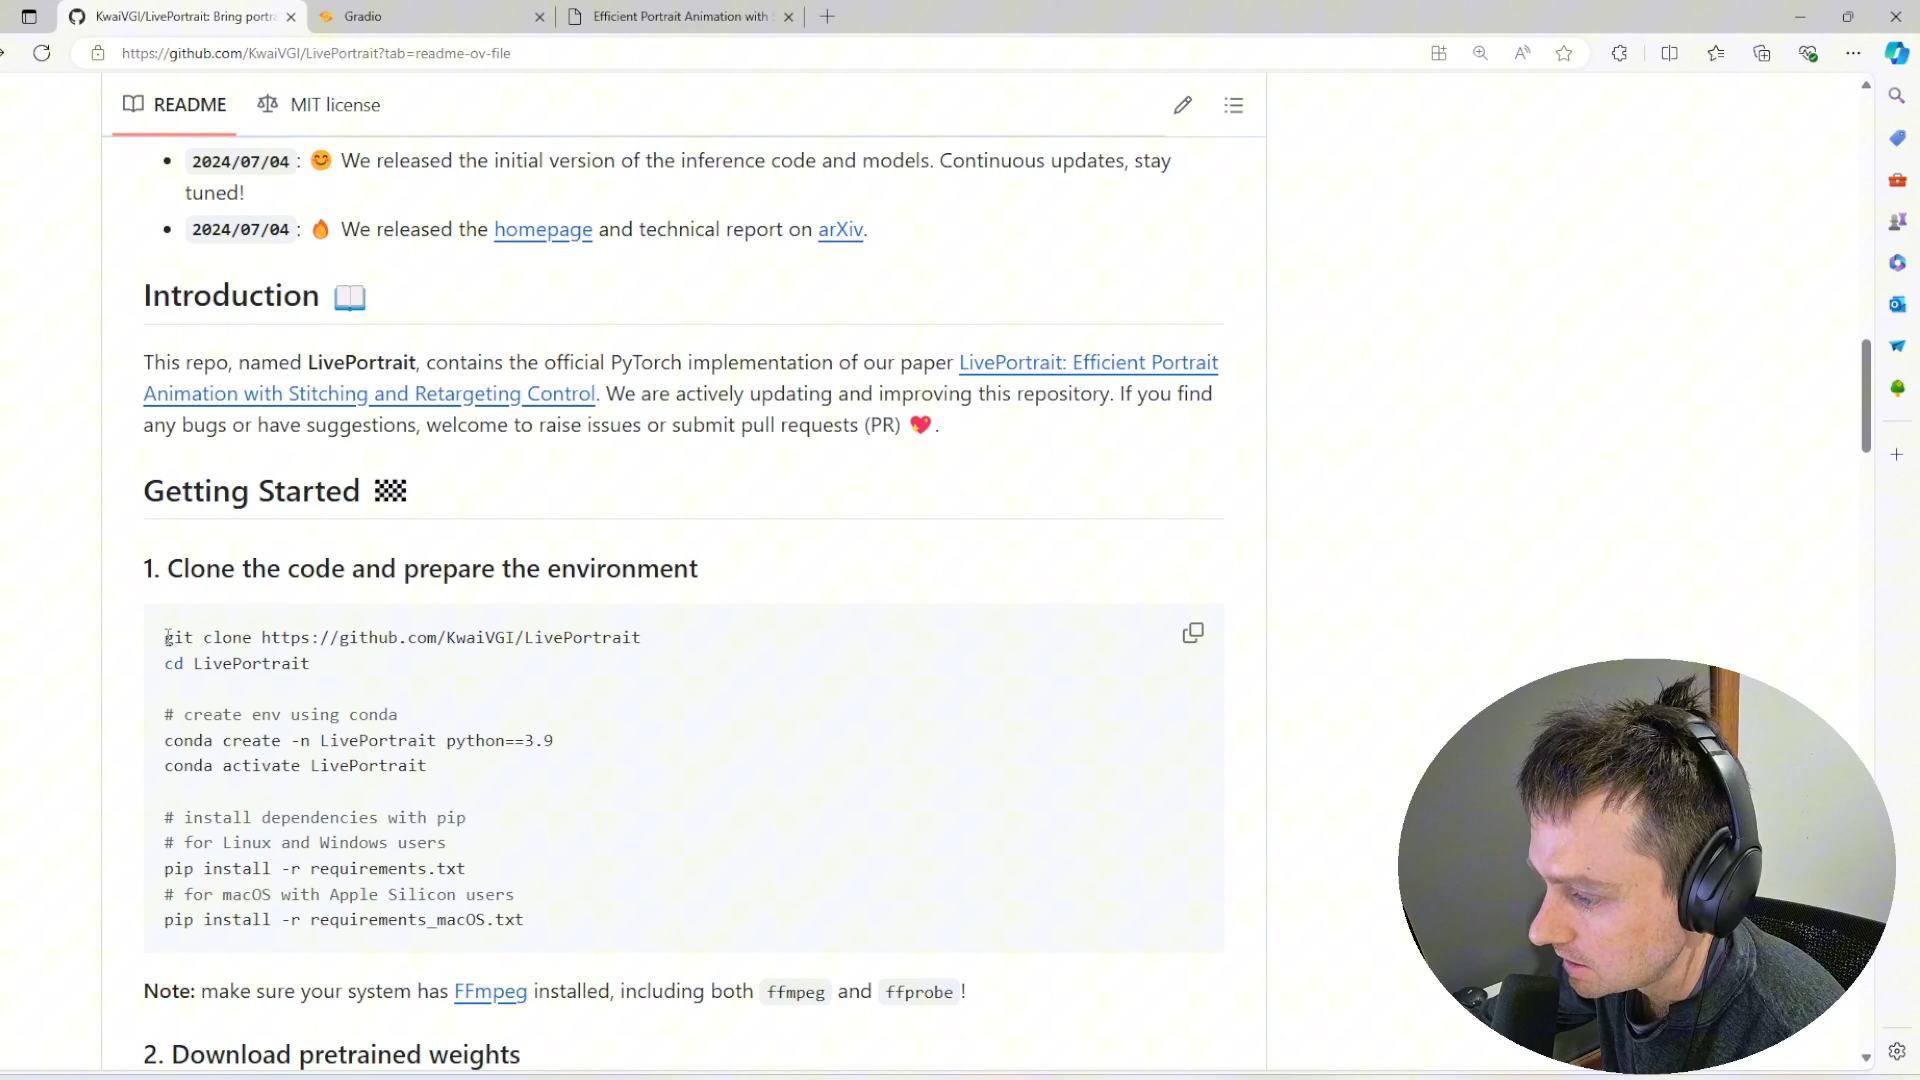 KwaiVGI/LivePortrait: Bring portra
Gradio
Efficient Portrait Animation with
https://github.com/KwaiVGI/LivePortrait?tab=readme-ov-file
README
MIT license
2024/07/04: 😊 We released the initial version of the inference code and models. Continuous updates, stay
tuned!
2024/07/04: 🔥 We released the homepage and technical report on arXiv.
Introduction 📖
This repo, named LivePortrait, contains the official PyTorch implementation of our paper LivePortrait: Efficient Portrait
Animation with Stitching and Retargeting Control. We are actively updating and improving this repository. If you find
any bugs or have suggestions, welcome to raise issues or submit pull requests (PR) 💖.
Getting Started 🏁
1. Clone the code and prepare the environment
git clone https://github.com/KwaiVGI/LivePortrait
cd LivePortrait
# create env using conda
conda create -n LivePortrait python==3.9
conda activate LivePortrait
# install dependencies with pip
# for Linux and Windows users
pip install -r requirements.txt
# for macOS with Apple Silicon users
pip install -r requirements_macOS.txt
Note: make sure your system has FFmpeg installed, including both ffmpeg and ffprobe!
2. Download pretrained weights